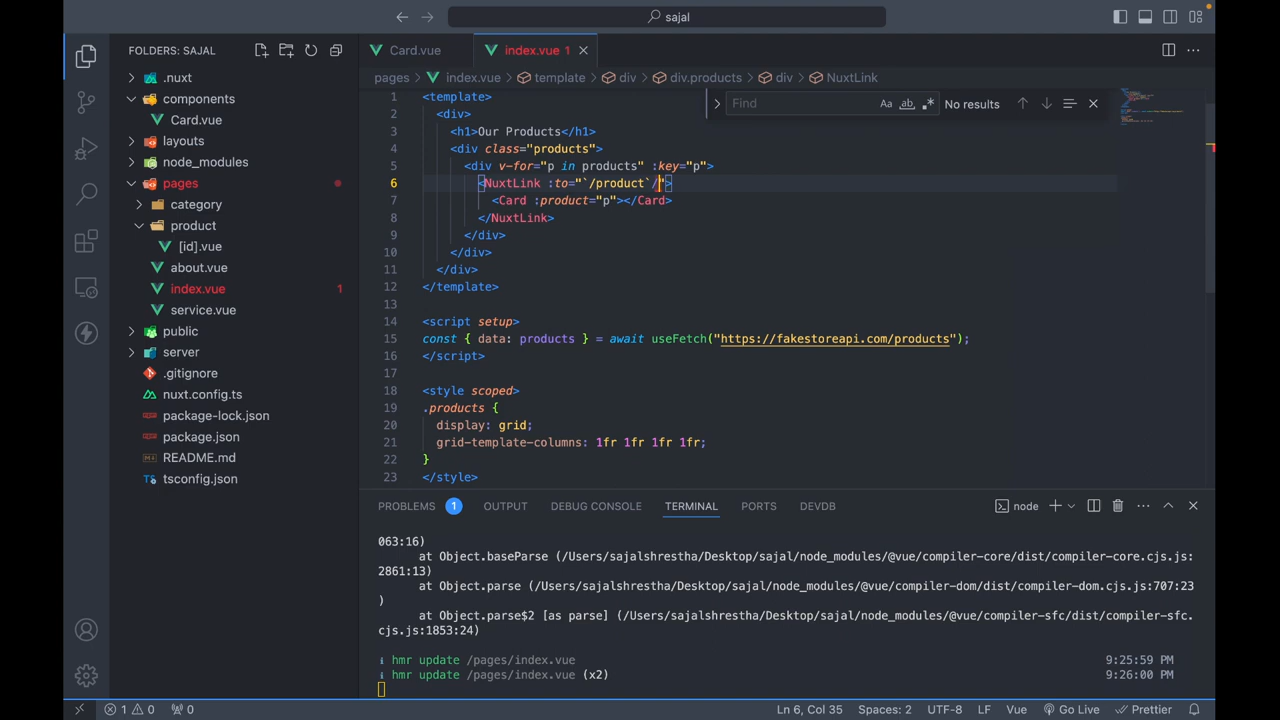 sajal
FOLDERS: SAJAL
.nuxt
components
Card.vue
layouts
node_modules
pages
category
product
[id].vue
about.vue
index.vue 1
service.vue
public
server
.gitignore
nuxt.config.ts
package-lock.json
package.json
README.md
tsconfig.json
Card.vue
index.vue 1
pages > index.vue > template > div > div.products > div > NuxtLink
Find
Aa ab .* No results
1 <template>
2 <div>
3 <h1>Our Products</h1>
4 <div class="products">
5 <div v-for="p in products" :key="p">
6 <NuxtLink :to="`/product`/">
7 <Card :product="p"></Card>
8 </NuxtLink>
9 </div>
10 </div>
11 </div>
12 </template>
13
14 <script setup>
15 const { data: products } = await useFetch("https://fakestoreapi.com/products");
16 </script>
17
18 <style scoped>
19 .products {
20 display: grid;
21 grid-template-columns: 1fr 1fr 1fr 1fr;
22 }
23 </style>
PROBLEMS 1 OUTPUT DEBUG CONSOLE TERMINAL PORTS DEVDB
node
063:16)
at Object.baseParse (/Users/sajalshrestha/Desktop/sajal/node_modules/@vue/compiler-core/dist/compiler-core.cjs.js:
2861:13)
at Object.parse (/Users/sajalshrestha/Desktop/sajal/node_modules/@vue/compiler-dom/dist/compiler-dom.cjs.js:707:23
)
at Object.parse$2 [as parse] (/Users/sajalshrestha/Desktop/sajal/node_modules/@vue/compiler-sfc/dist/compiler-sfc.
cjs.js:1853:24)
i hmr update /pages/index.vue 9:25:59 PM
i hmr update /pages/index.vue (x2) 9:26:00 PM
1 0 0 Ln 6, Col 35 Spaces: 2 UTF-8 LF Vue Go Live Prettier